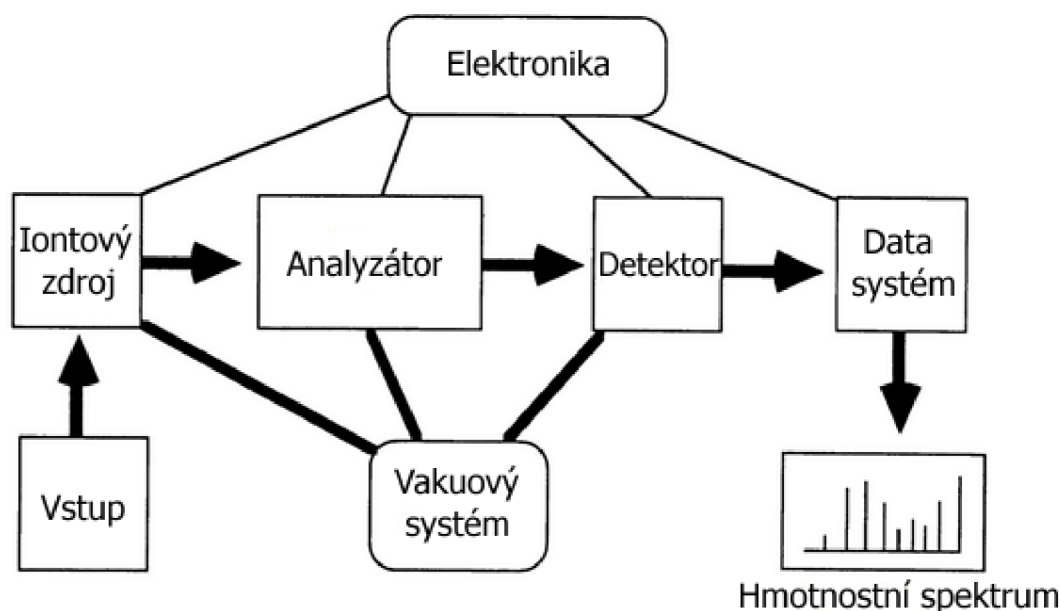 Elektronika
Iontový
zdroj
Analyzátor
Detektor
Data
systém
Vstup
Vakuový
systém
Hmotnostní spektrum